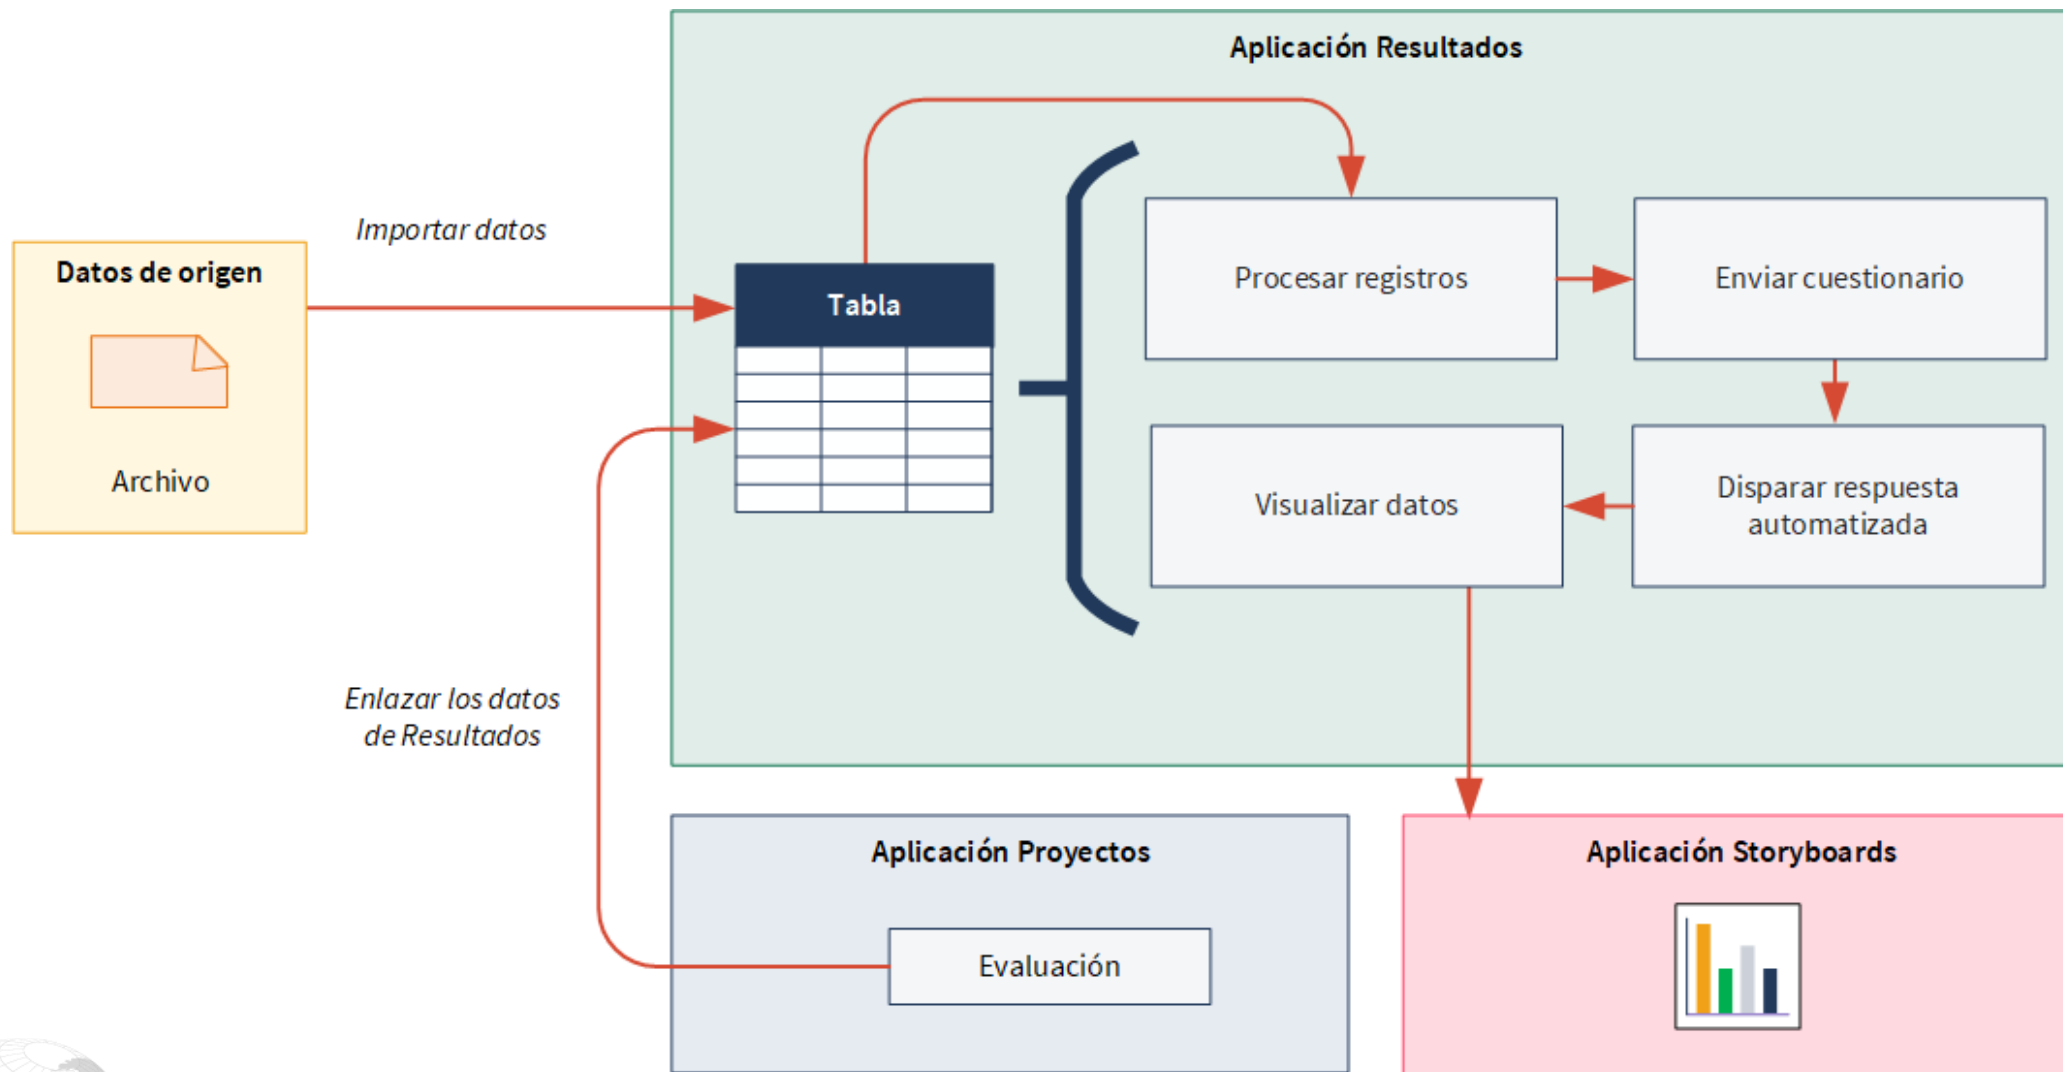 Aplicación Resultados
Importar datos
Datos de origen
Archivo
Tabla
Procesar registros
Enviar cuestionario
Visualizar datos
Disparar respuesta
automatizada
Enlazar los datos
de Resultados
Aplicación Proyectos
Evaluación
Aplicación Storyboards